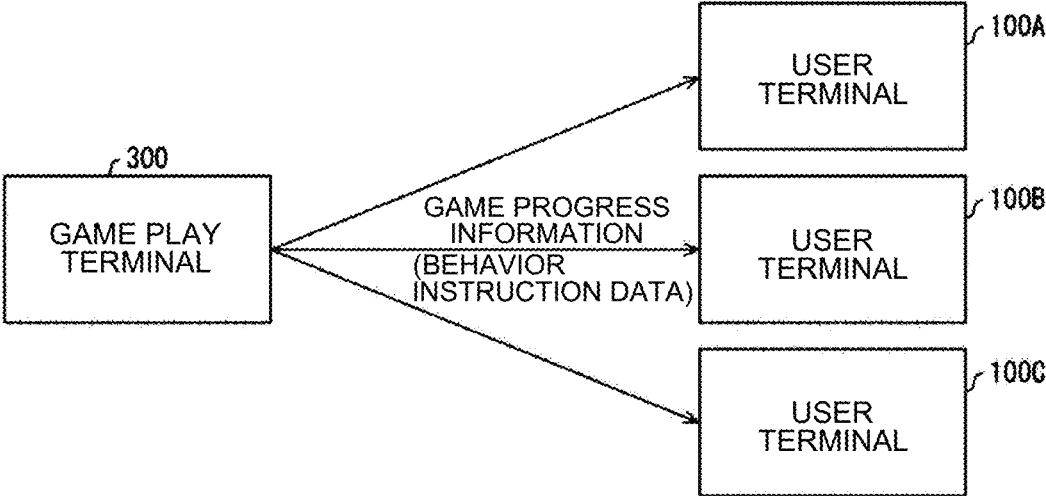 100A
USER
TERMINAL
300
GAME PLAY
TERMINAL
GAME PROGRESS
INFORMATION
(BEHAVIOR
INSTRUCTION DATA)
100B
USER
TERMINAL
100C
USER
TERMINAL